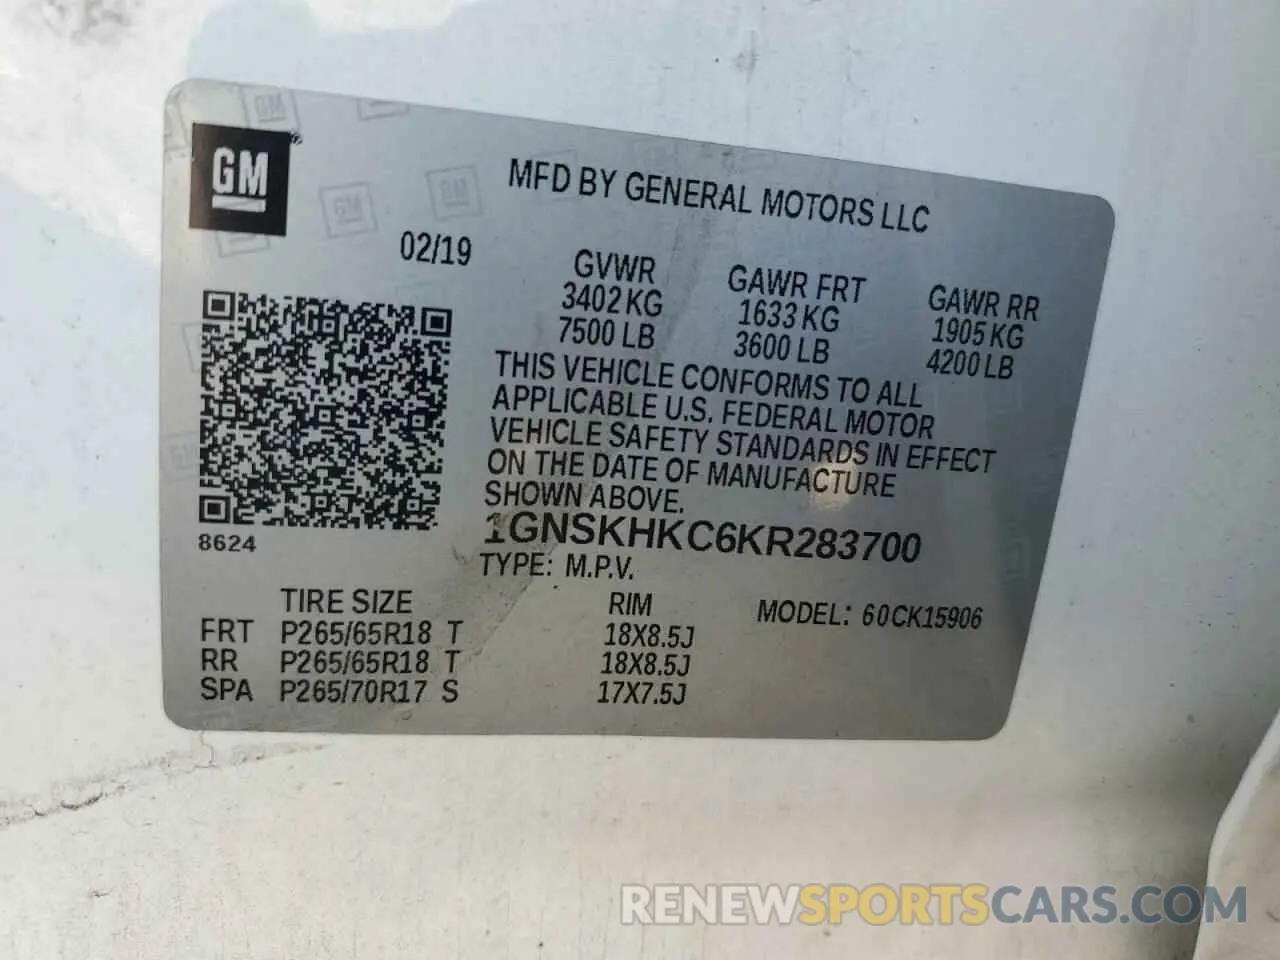 GM
MFD BY GENERAL MOTORS LLC
02/19
GVWR GAWR FRT GAWR RR
3402 KG 1633 KG 1905 KG
7500 LB 3600 LB 4200 LB
THIS VEHICLE CONFORMS TO ALL
APPLICABLE U.S. FEDERAL MOTOR
VEHICLE SAFETY STANDARDS IN EFFECT
ON THE DATE OF MANUFACTURE
SHOWN ABOVE.
1GNSKHKC6KR283700
8624
TYPE: M.P.V.
TIRE SIZE RIM MODEL: 60CK15906
FRT P265/65R18 T 18X8.5J
RR P265/65R18 T 18X8.5J
SPA P265/70R17 S 17X7.5J
RENEWSPORTSCARS.COM